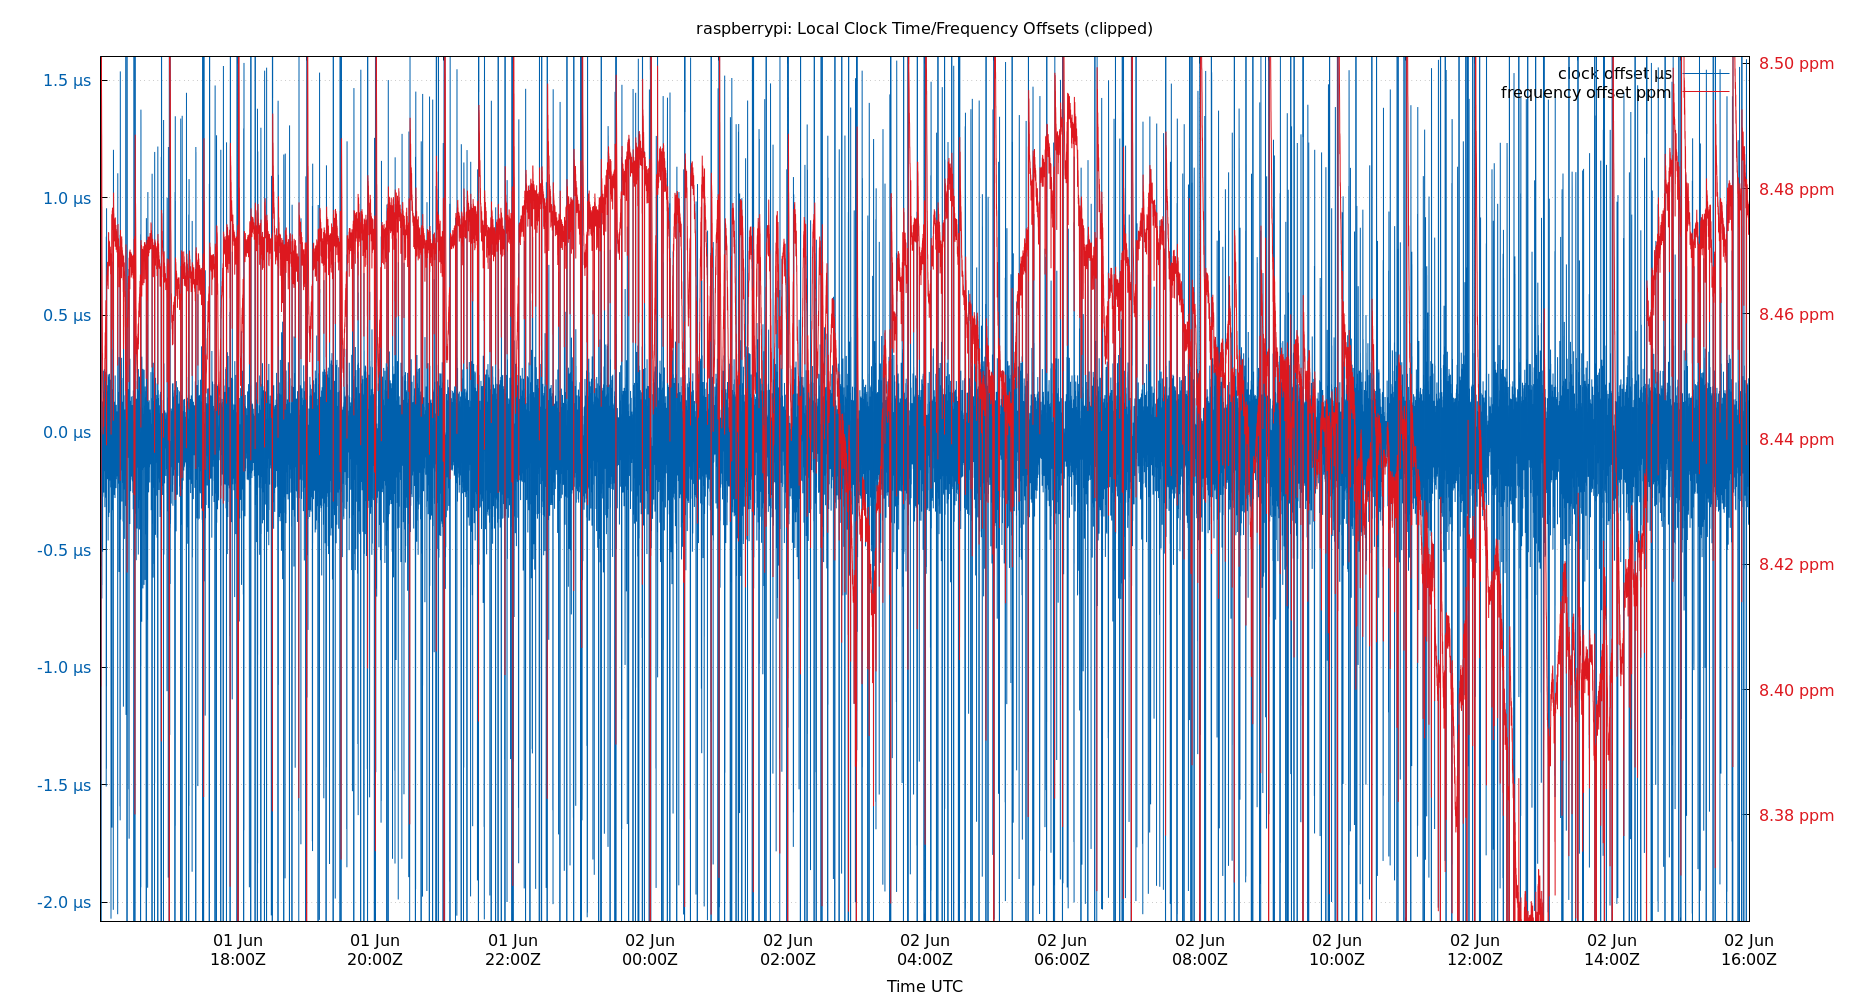 raspberrypi: Local Clock Time/Frequency Offsets (clipped)
1.5 µs
1.0 µs
0.5 µs
0.0 µs
-0.5 µs
-1.0 µs
-1.5 µs
-2.0 µs
clock offset µs
frequency offset ppm
8.50 ppm
8.48 ppm
8.46 ppm
8.44 ppm
8.42 ppm
8.40 ppm
8.38 ppm
01 Jun 01 Jun 01 Jun 02 Jun 02 Jun 02 Jun 02 Jun 02 Jun 02 Jun 02 Jun 02 Jun 02 Jun
18:00Z 20:00Z 22:00Z 00:00Z 02:00Z 04:00Z 06:00Z 08:00Z 10:00Z 12:00Z 14:00Z 16:00Z
Time UTC